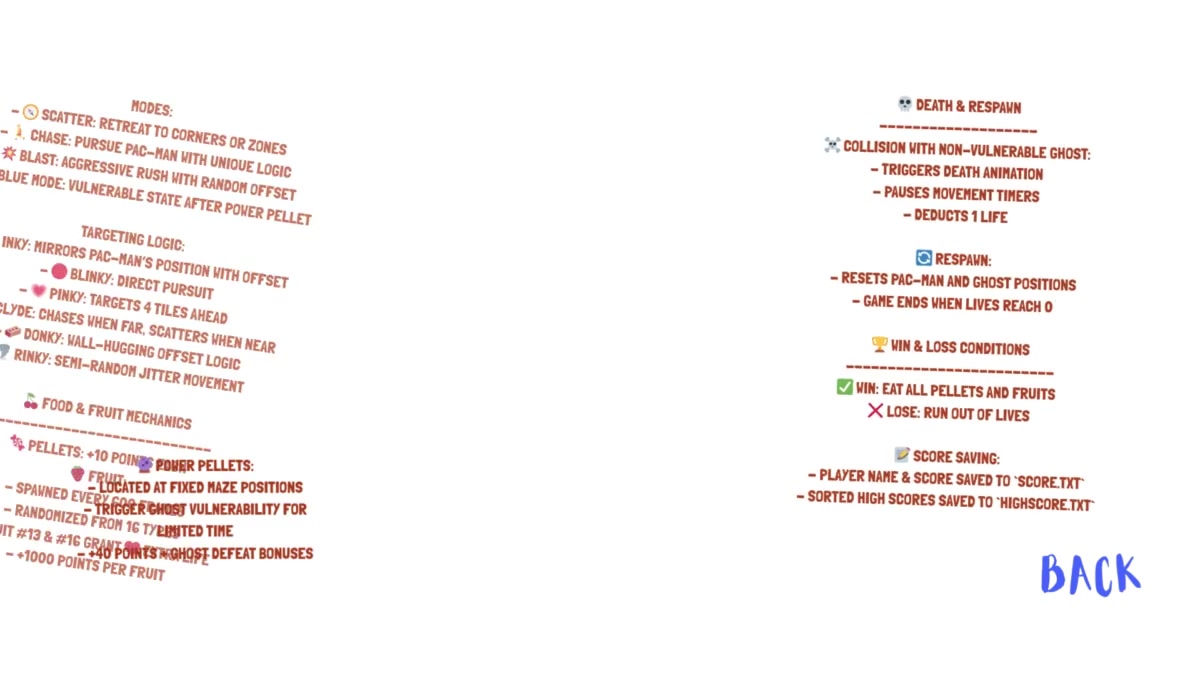 MODES:
- 🧭 SCATTER: RETREAT TO CORNERS OR ZONES
- CHASE: PURSUE PAC-MAN WITH UNIQUE LOGIC
💥 BLAST: AGGRESSIVE RUSH WITH RANDOM OFFSET
BLUE MODE: VULNERABLE STATE AFTER POWER PELLET
TARGETING LOGIC:
INKY: MIRRORS PAC-MAN'S POSITION WITH OFFSET
- 🔴 BLINKY: DIRECT PURSUIT
- 💗 PINKY: TARGETS 4 TILES AHEAD
CLYDE: CHASES WHEN FAR, SCATTERS WHEN NEAR
- DONKY: WALL-HUGGING OFFSET LOGIC
RINKY: SEMI-RANDOM JITTER MOVEMENT
🍒 FOOD & FRUIT MECHANICS
-------------------------
🍬 PELLETS: +10 POINTS
🍓 FRUIT:
- SPAWNED EVERY 600
- RANDOMIZED FROM 16 TYPES
#13 & #16 GRANT LIFE
- +1000 POINTS PER FRUIT
🔮 POWER PELLETS:
- LOCATED AT FIXED MAZE POSITIONS
- TRIGGER GHOST VULNERABILITY FOR
LIMITED TIME
- +40 POINTS + GHOST DEFEAT BONUSES
💀 DEATH & RESPAWN
-------------------
☠️ COLLISION WITH NON-VULNERABLE GHOST:
- TRIGGERS DEATH ANIMATION
- PAUSES MOVEMENT TIMERS
- DEDUCTS 1 LIFE
🔄 RESPAWN:
- RESETS PAC-MAN AND GHOST POSITIONS
- GAME ENDS WHEN LIVES REACH 0
🏆 WIN & LOSS CONDITIONS
-------------------------
✅ WIN: EAT ALL PELLETS AND FRUITS
❌ LOSE: RUN OUT OF LIVES
📝 SCORE SAVING:
- PLAYER NAME & SCORE SAVED TO `SCORE.TXT`
- SORTED HIGH SCORES SAVED TO `HIGHSCORE.TXT`
BACK